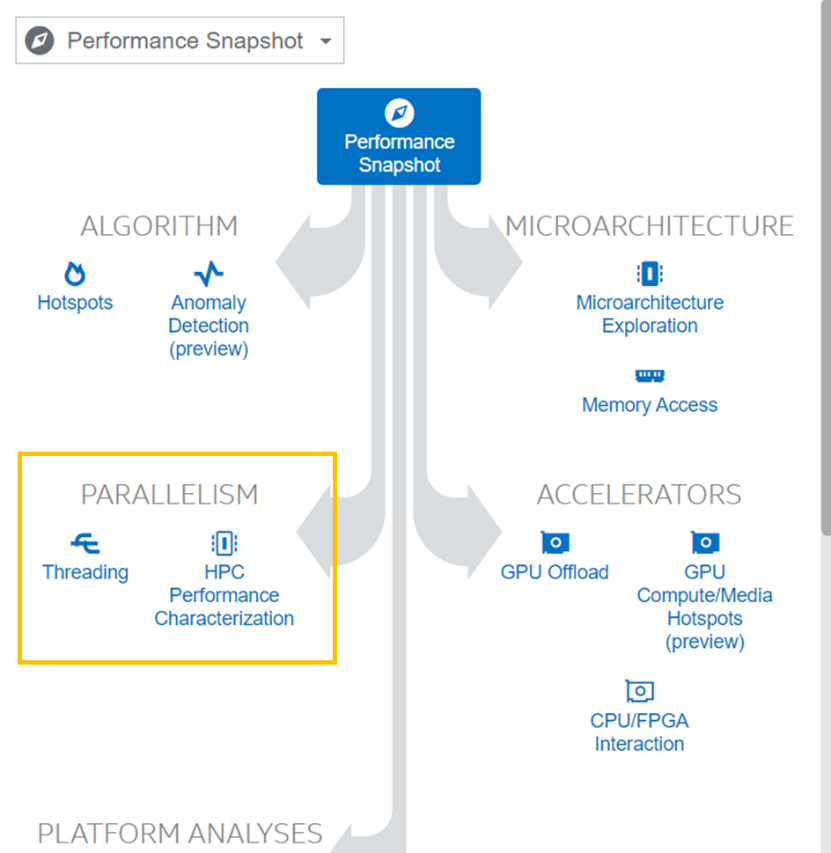 Performance Snapshot
Performance
Snapshot
ALGORITHM
Hotspots
Anomaly
Detection
(preview)
MICROARCHITECTURE
Microarchitecture
Exploration
Memory Access
PARALLELISM
Threading
HPC
Performance
Characterization
ACCELERATORS
GPU Offload
GPU
Compute/Media
Hotspots
(preview)
CPU/FPGA
Interaction
PLATFORM ANALYSES